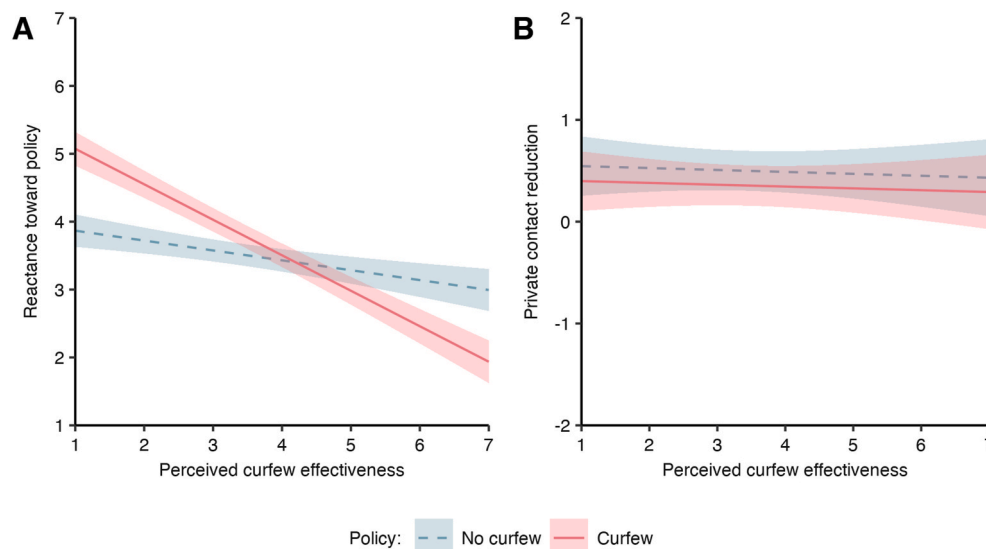 A
B
Reactance toward policy
7
6
5
4
3
2
1
1 2 3 4 5 6 7
Perceived curfew effectiveness
Private contact reduction
2
1
0
-1
-2
1 2 3 4 5 6
Perceived curfew effectiveness
Policy: No curfew Curfew